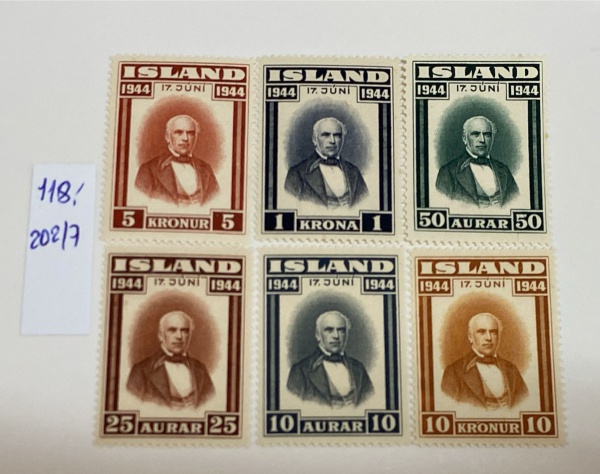 118,-
202/7
ISLAND
1944 17. JÚNÍ 1944
5 KRONUR 5
ISLAND
1944 17. JÚNÍ 1944
1 KRONA 1
ISLAND
1944 17. JÚNÍ 1944
50 AURAR 50
ISLAND
1944 17. JÚNÍ 1944
25 AURAR 25
ISLAND
1944 17. JÚNÍ 1944
10 AURAR 10
ISLAND
1944 17. JÚNÍ 1944
10 KRONUR 10